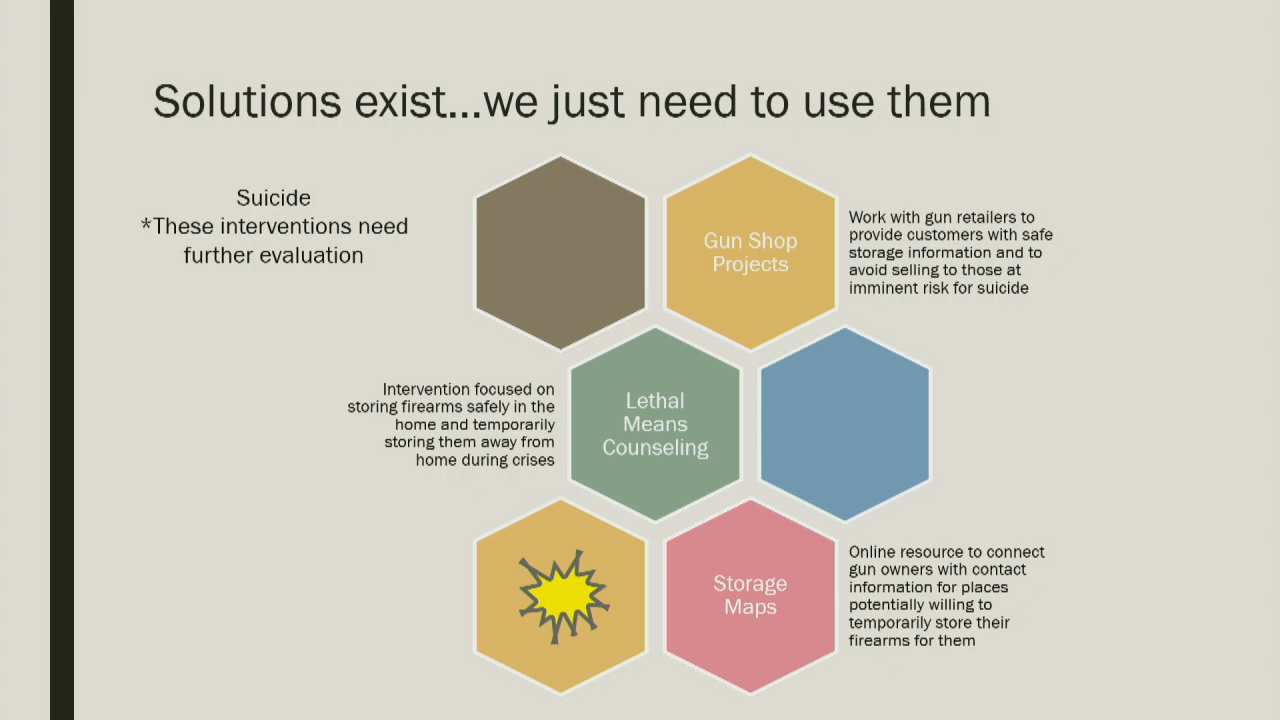 Solutions exist...we just need to use them
Suicide
*These interventions need
further evaluation
Gun Shop
Projects
Work with gun retailers to
provide customers with safe
storage information and to
avoid selling to those at
imminent risk for suicide
Intervention focused on
storing firearms safely in the
home and temporarily
storing them away from
home during crises
Lethal
Means
Counseling
Storage
Maps
Online resource to connect
gun owners with contact
information for places
potentially willing to
temporarily store their
firearms for them